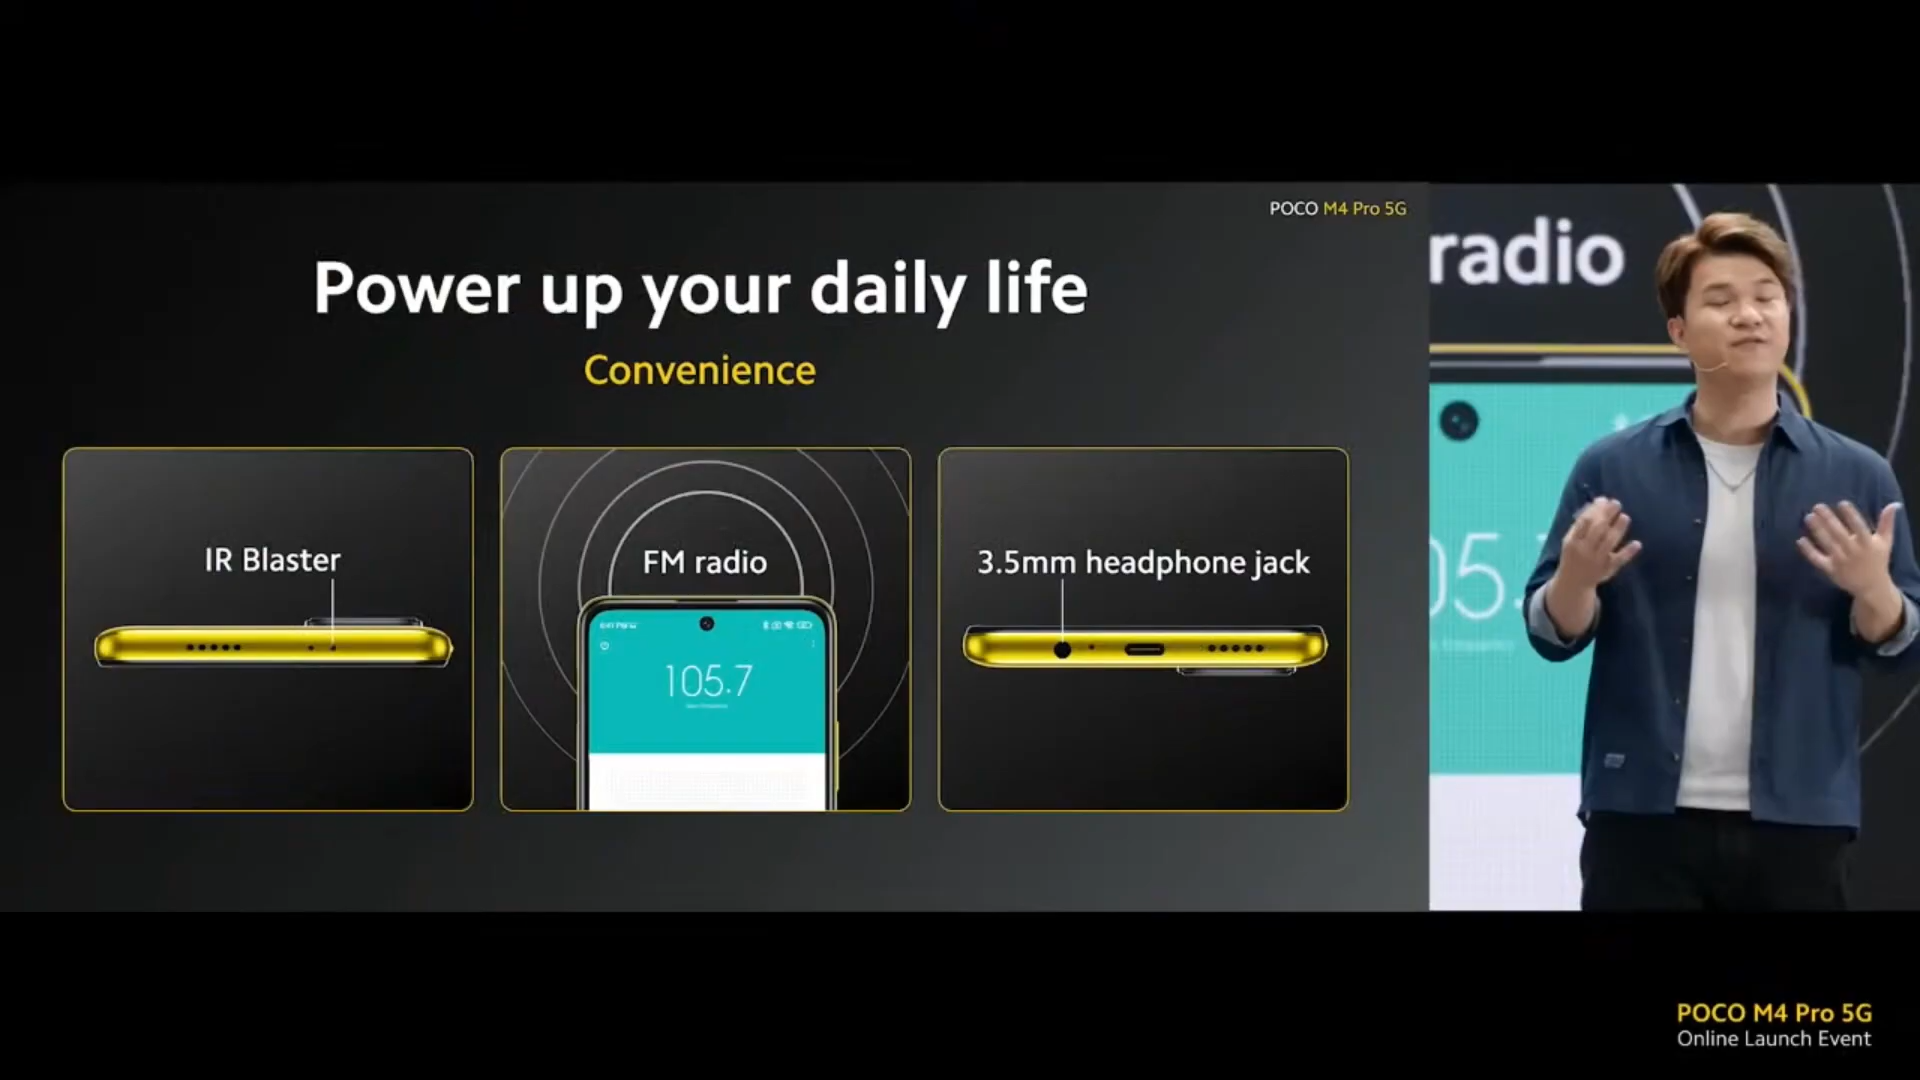 POCO M4 Pro 5G
Power up your daily life
Convenience
IR Blaster
FM radio
3.5mm headphone jack
105.7
radio
05.
POCO M4 Pro 5G
Online Launch Event